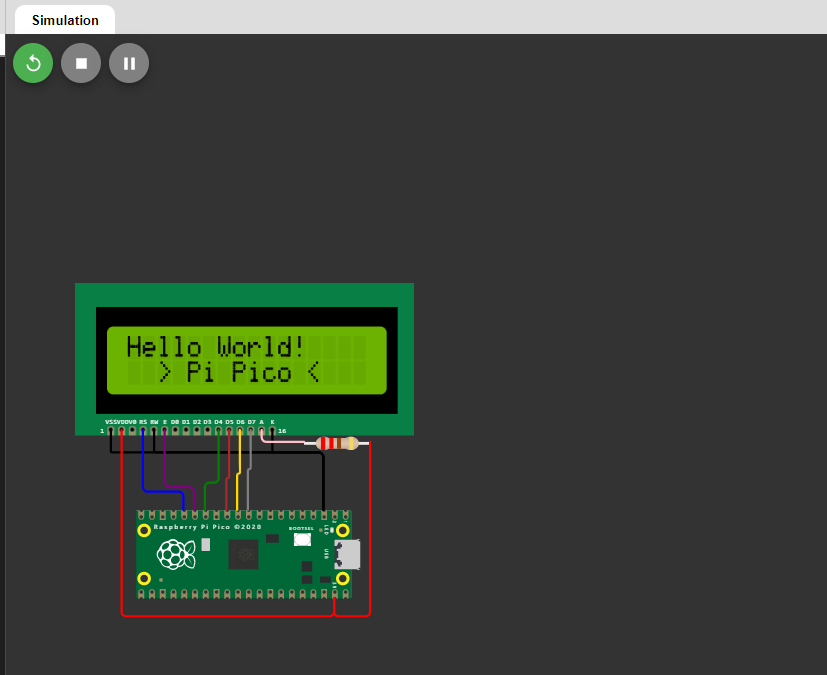 Simulation
Hello World!
> Pi Pico <
VSS VDD V0 RS RW E D0 D1 D2 D3 D4 D5 D6 D7 A K
1 16
Raspberry Pi Pico ©2020
BOOTSEL
LED
USB